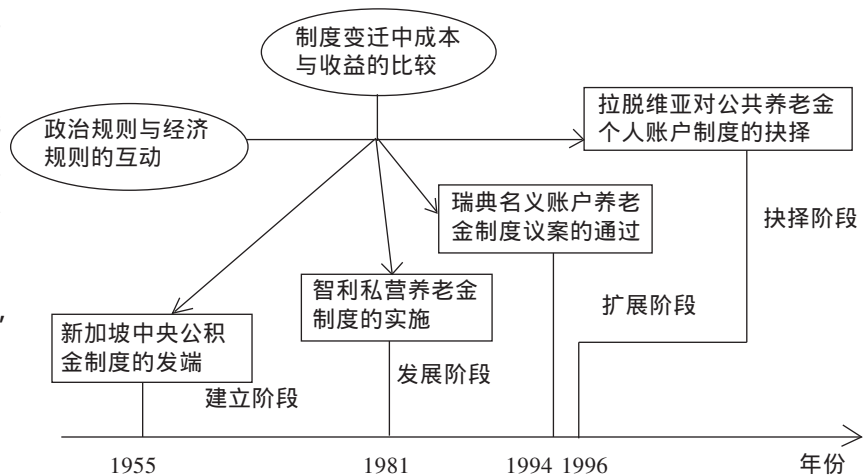 制度变迁中成本
与收益的比较
政治规则与经济
规则的互动
拉脱维亚对公共养老金
个人账户制度的抉择
瑞典名义账户养老
金制度议案的通过
抉择阶段
智利私营养老金
制度的实施
扩展阶段
新加坡中央公积
金制度的发端
发展阶段
建立阶段
1955
1981
1994
1996
年份